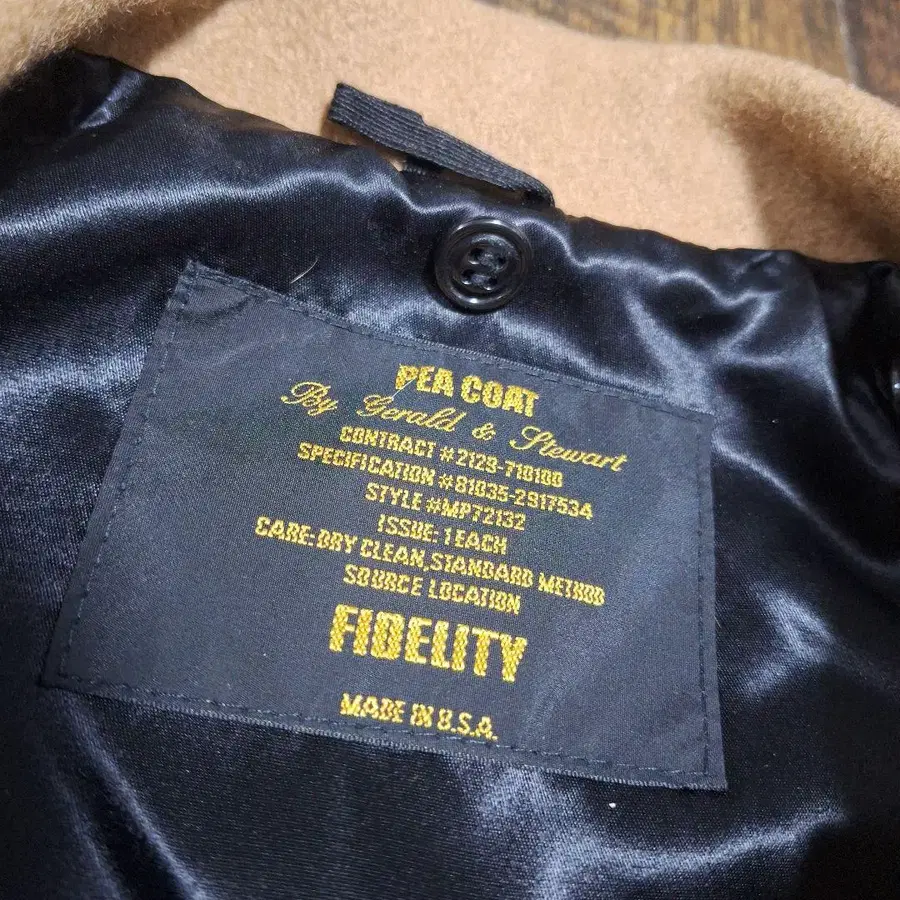 PEA COAT
By Gerald & Stewart
CONTRACT #2129-710100
SPECIFICATION #81035-2917534
STYLE #MP72132
ISSUE: 1 EACH
CARE: DRY CLEAN, STANDARD METHOD
SOURCE LOCATION
FIDELITY
MADE IN U.S.A.